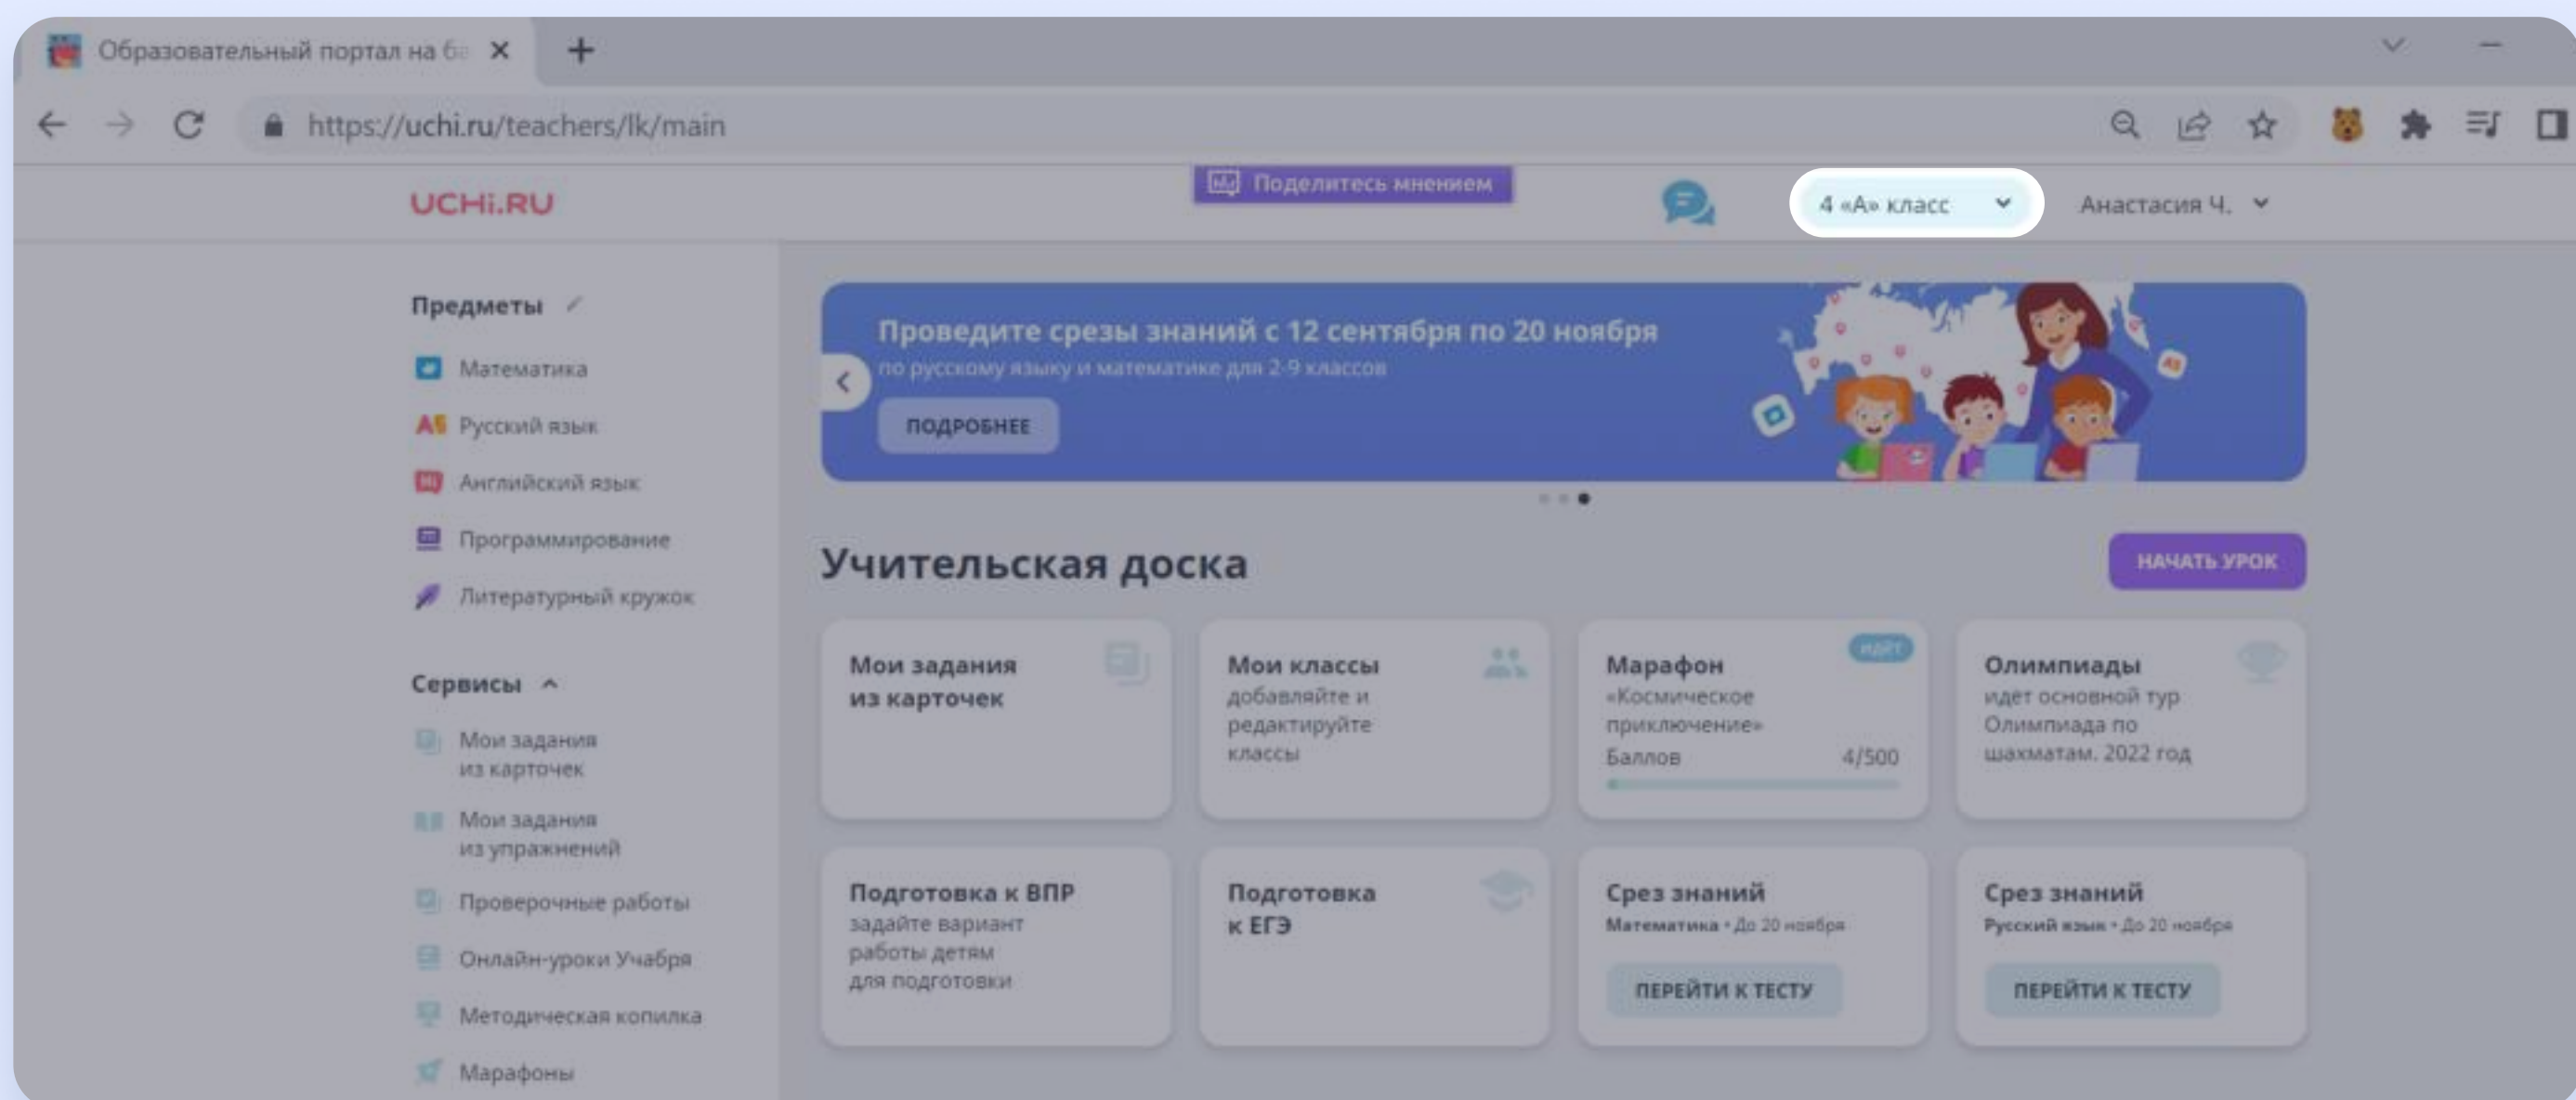 Образовательный портал на ба
https://uchi.ru/teachers/lk/main
UCHi.RU
Поделитесь мнением
4 «А» класс
Анастасия Ч.
Предметы
Математика
Русский язык
Английский язык
Программирование
Литературный кружок
Сервисы
Мои задания
из карточек
Мои задания
из упражнений
Проверочные работы
Онлайн-уроки Учабря
Методическая копилка
Марафоны
Проведите срезы знаний с 12 сентября по 20 ноября
по русскому языку и математике для 2-9 классов
ПОДРОБНЕЕ
Учительская доска
НАЧАТЬ УРОК
Мои задания
из карточек
Мои классы
добавляйте и
редактируйте
классы
идёт
Марафон
«Космическое
приключение»
Баллов 4/500
Олимпиады
идёт основной тур
Олимпиада по
шахматам. 2022 год
Подготовка к ВПР
задайте вариант
работы детям
для подготовки
Подготовка
к ЕГЭ
Срез знаний
Математика • До 20 ноября
ПЕРЕЙТИ К ТЕСТУ
Срез знаний
Русский язык • До 20 ноября
ПЕРЕЙТИ К ТЕСТУ